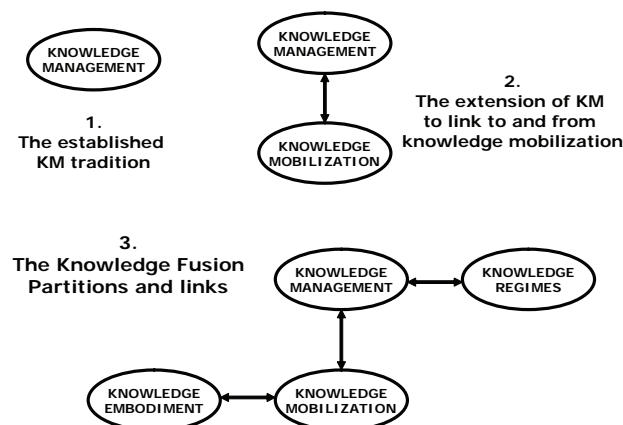 KNOWLEDGE
MANAGEMENT
1.
The established
KM tradition
KNOWLEDGE
MANAGEMENT
KNOWLEDGE
MOBILIZATION
2.
The extension of KM
to link to and from
knowledge mobilization
3.
The Knowledge Fusion
Partitions and links
KNOWLEDGE
MANAGEMENT
KNOWLEDGE
REGIMES
KNOWLEDGE
EMBODIMENT
KNOWLEDGE
MOBILIZATION